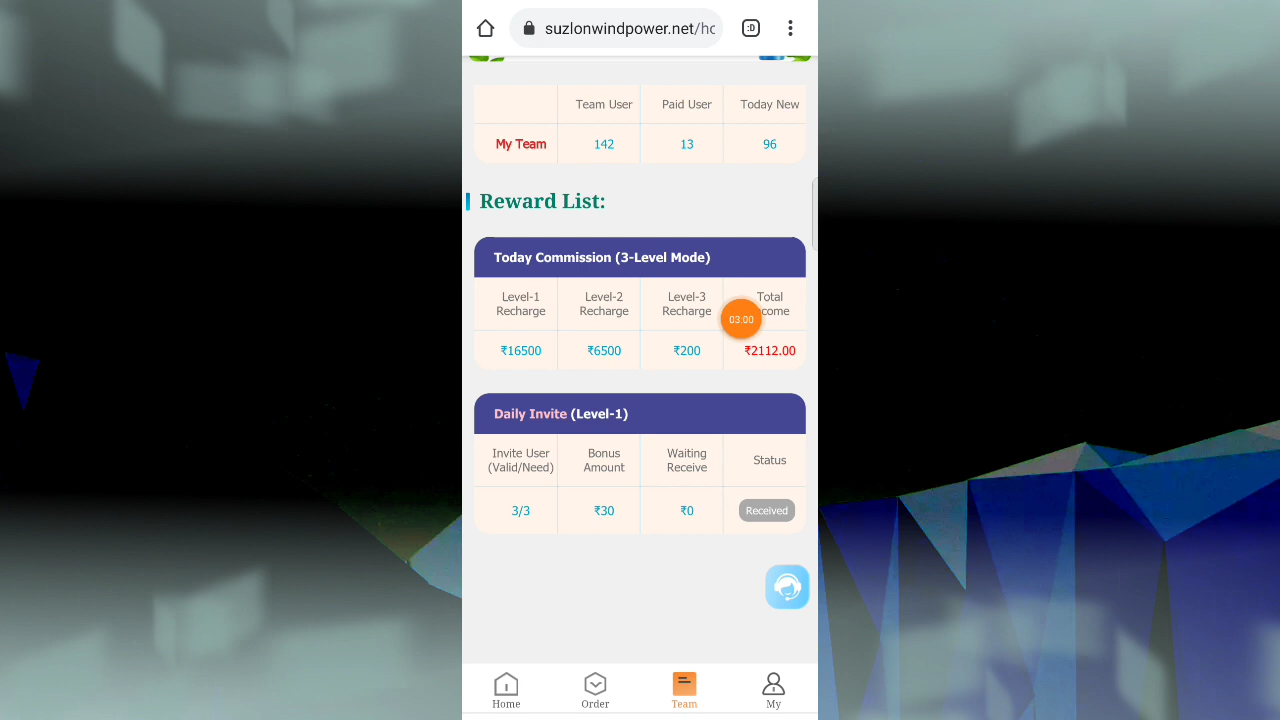 suzlonwindpower.net/hc
:D
Team User Paid User Today New
My Team 142 13 96
Reward List:
Today Commission (3-Level Mode)
Level-1 Level-2 Level-3 Total
Recharge Recharge Recharge
03:00
₹16500 ₹6500 ₹200 ₹2112.00
Daily Invite (Level-1)
Invite User Bonus Waiting Status
(Valid/Need) Amount Receive
3/3 ₹30 ₹0 Received
Home Order Team My